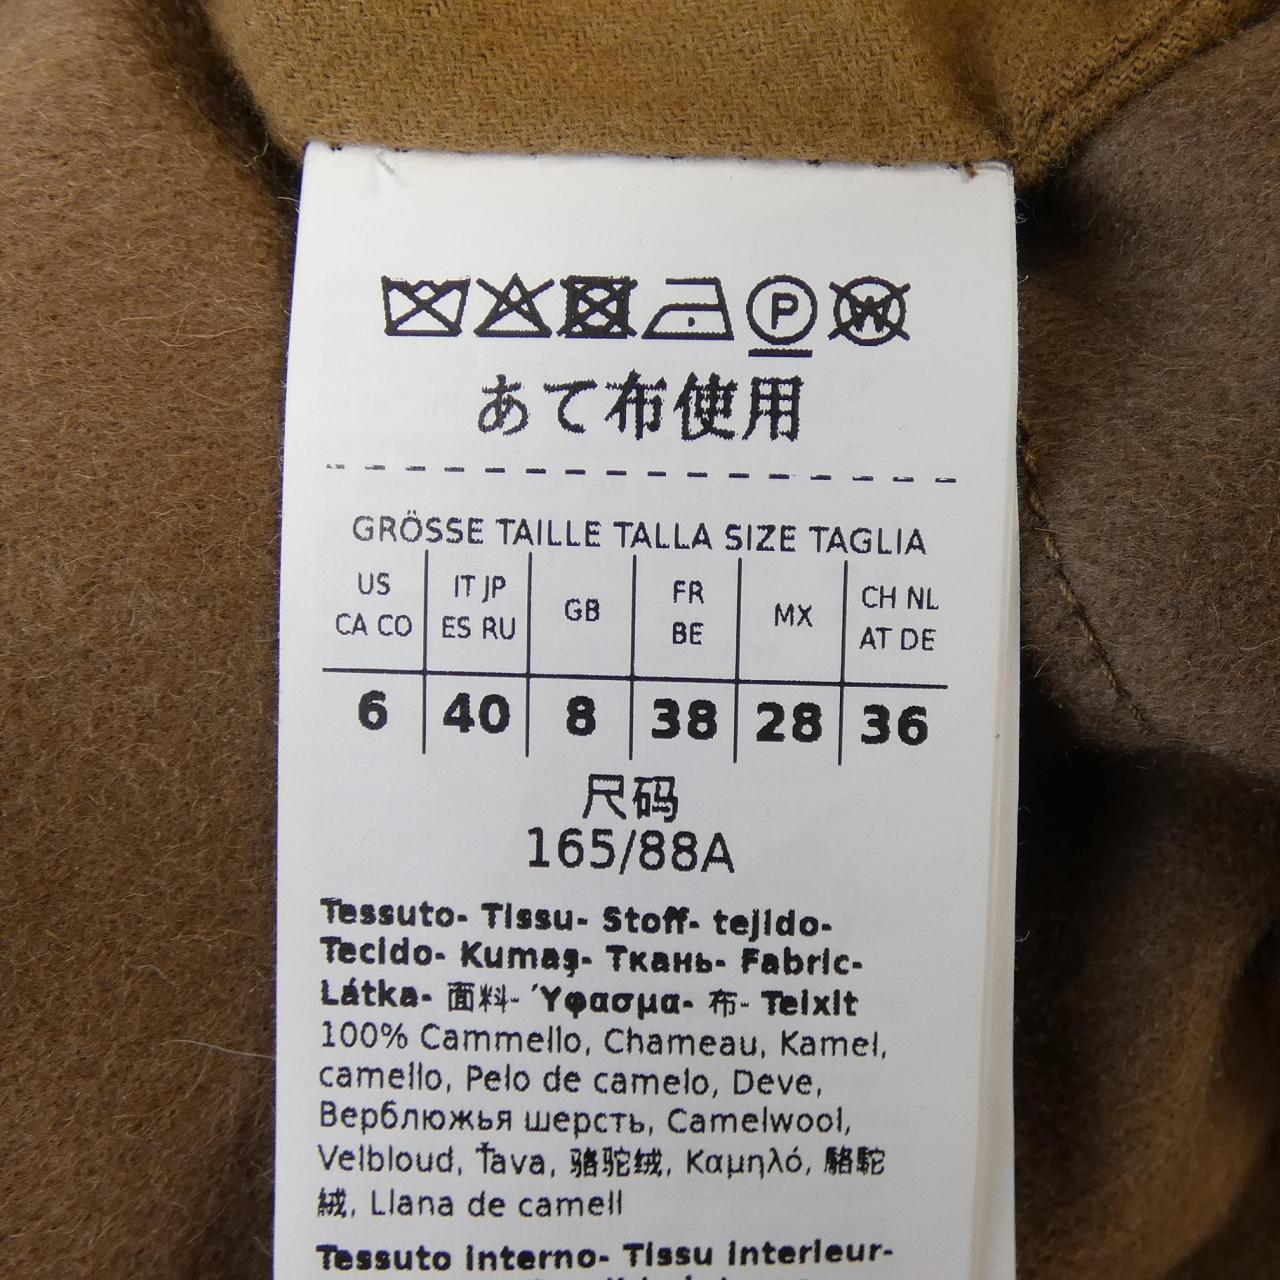 P W
あて布使用
GRÖSSE TAILLE TALLA SIZE TAGLIA
US CA CO | IT JP ES RU | GB | FR BE | MX | CH NL AT DE
6 | 40 | 8 | 38 | 28 | 36
尺码
165/88A
Tessuto- Tissu- Stoff- tejido-
Tecido- Kumaş- Ткань- Fabric-
Látka- 面料- Ύφασμα- 布- Teixit
100% Cammello, Chameau, Kamel,
camello, Pelo de camelo, Deve,
Верблюжья шерсть, Camelwool,
Velbloud, Ťava, 骆驼绒, Καμηλό, 駱駝
絨, Llana de camell
Tessuto interno- Tissu interieur-